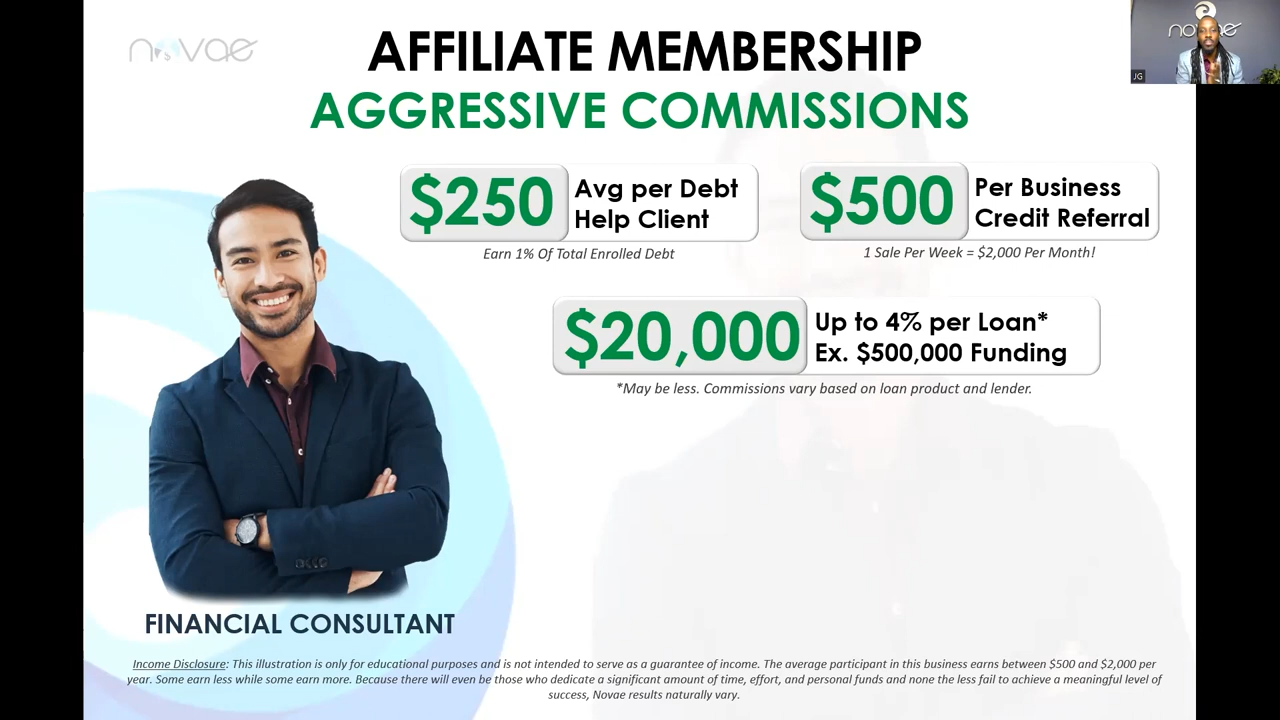 novae
AFFILIATE MEMBERSHIP
AGGRESSIVE COMMISSIONS
novae
JG
$250
Avg per Debt
Help Client
Earn 1% Of Total Enrolled Debt
$500
Per Business
Credit Referral
1 Sale Per Week = $2,000 Per Month!
$20,000
Up to 4% per Loan*
Ex. $500,000 Funding
*May be less. Commissions vary based on loan product and lender.
FINANCIAL CONSULTANT
Income Disclosure: This illustration is only for educational purposes and is not intended to serve as a guarantee of income. The average participant in this business earns between $500 and $2,000 per
year. Some earn less while some earn more. Because there will even be those who dedicate a significant amount of time, effort, and personal funds and none the less fail to achieve a meaningful level of
success, Novae results naturally vary.